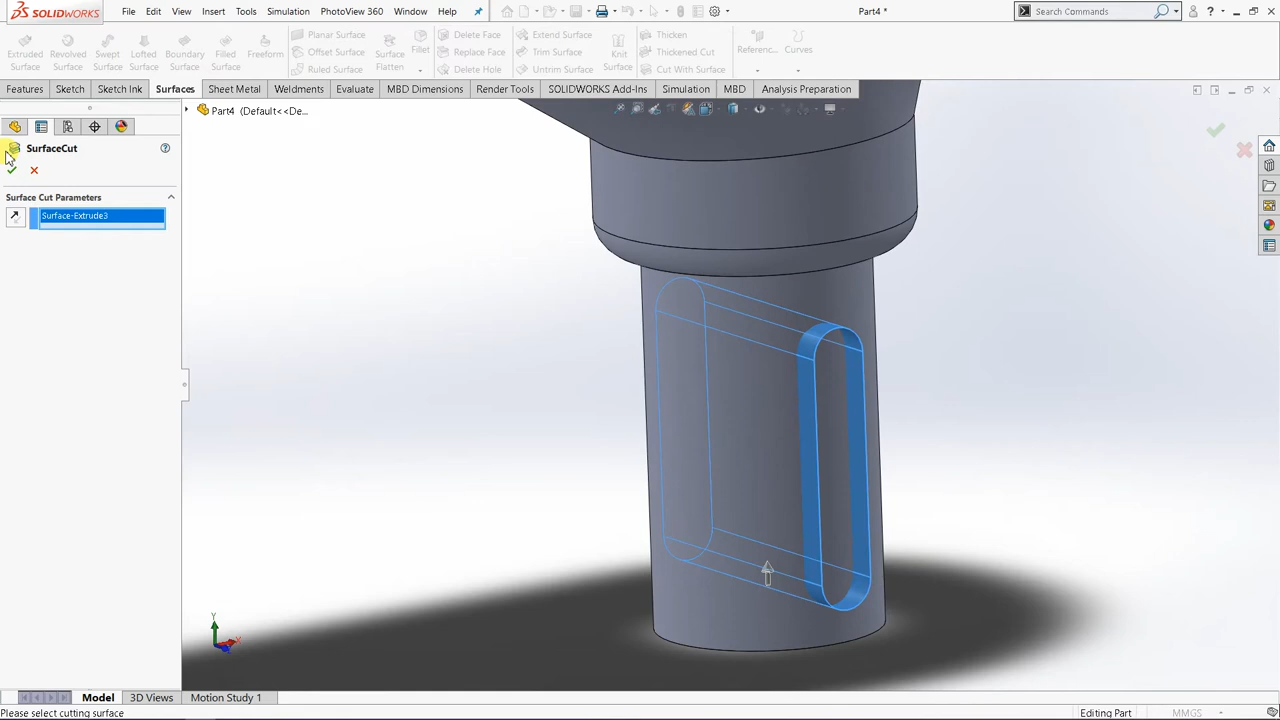 SOLIDWORKS File Edit View Insert Tools Simulation PhotoView 360 Window Help Part4 * Search Commands
Extruded Surface Revolved Surface Swept Surface Lofted Surface Boundary Surface Filled Surface Freeform Planar Surface Offset Surface Ruled Surface Surface Flatten Fillet Delete Face Replace Face Delete Hole Extend Surface Trim Surface Untrim Surface Knit Surface Thicken Thickened Cut Cut With Surface Referenc... Curves
Features Sketch Sketch Ink Surfaces Sheet Metal Weldments Evaluate MBD Dimensions Render Tools SOLIDWORKS Add-Ins Simulation MBD Analysis Preparation
Part4 (Default<<De...
SurfaceCut
Surface Cut Parameters
Surface-Extrude3
Y
X
Model 3D Views Motion Study 1
Please select cutting surface Editing Part MMGS